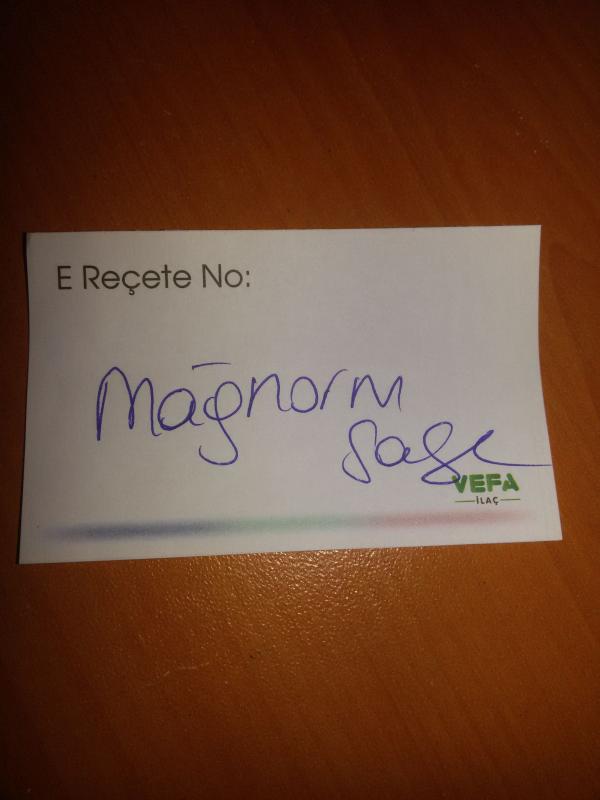 E Reçete No:
Magnorm
Saşe
VEFA
İLAÇ